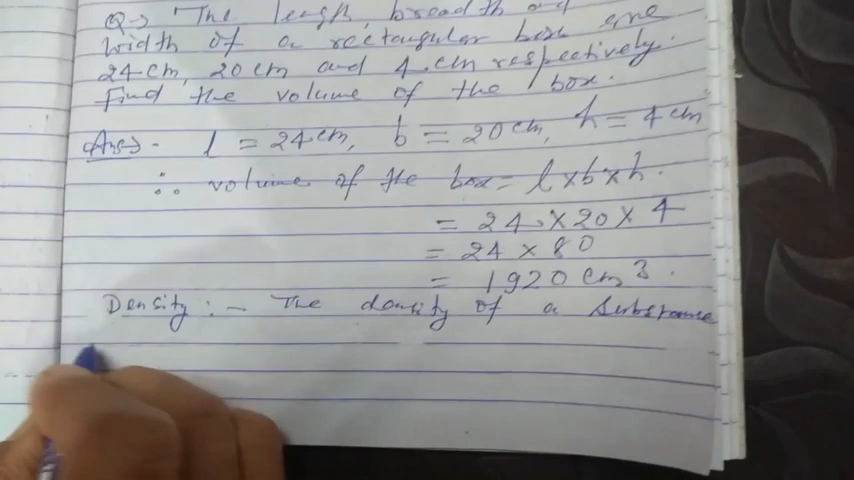 Q→ The length, breadth and
width of a rectangular box are
24 cm, 20 cm and 4 cm respectively.
Find the volume of the box.
Ans→. l = 24 cm, b = 20 cm, h = 4 cm
∴ volume of the box = l x b x h.
= 24 x 20 x 4
= 24 x 80
= 1920 cm³.
Density :- The density of a substance